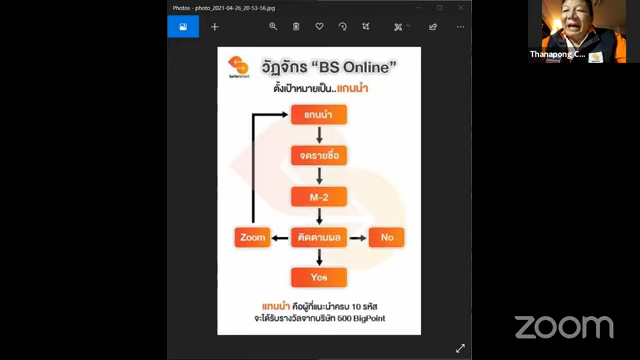 Photos - photo_2021-04-26_20-53-56.jpg
Thanapong C...
วัฏจักร “BS Online”
ตั้งเป้าหมายเป็น..แกนนำ
แกนนำ
จดรายชื่อ
M-2
Zoom
ติดตามผล
No
Yes
แกนนำ คือผู้ที่แนะนำครบ 10 รหัส
จะได้รับรางวัลจากบริษัท 500 BigPoint
zoom